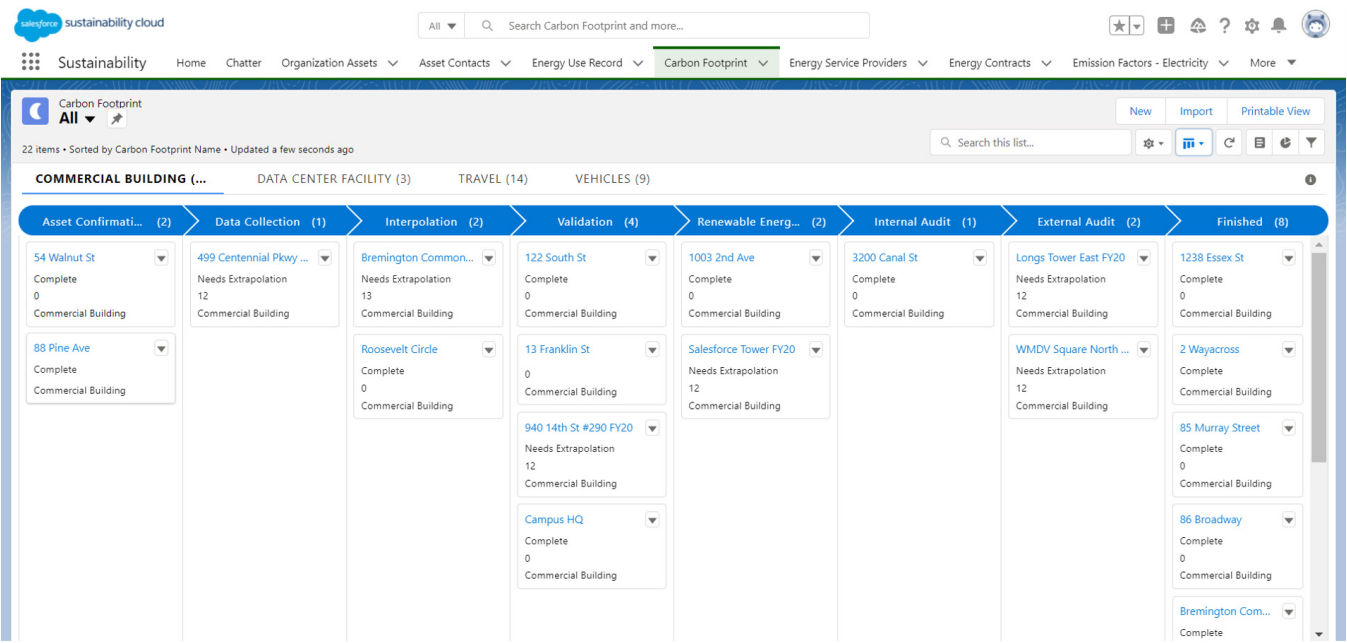 salesforce sustainability cloud
All Search Carbon Footprint and more...
Sustainability Home Chatter Organization Assets Asset Contacts Energy Use Record Carbon Footprint Energy Service Providers Energy Contracts Emission Factors - Electricity More
Carbon Footprint
All
New Import Printable View
22 items • Sorted by Carbon Footprint Name • Updated a few seconds ago
Search this list...
COMMERCIAL BUILDING (... DATA CENTER FACILITY (3) TRAVEL (14) VEHICLES (9)
Asset Confirmati... (2) Data Collection (1) Interpolation (2) Validation (4) Renewable Energ... (2) Internal Audit (1) External Audit (2) Finished (8)
54 Walnut St
Complete
0
Commercial Building
88 Pine Ave
Complete
Commercial Building
499 Centennial Pkwy ...
Needs Extrapolation
12
Commercial Building
Bremington Common...
Needs Extrapolation
13
Commercial Building
Roosevelt Circle
Complete
0
Commercial Building
122 South St
Complete
0
Commercial Building
13 Franklin St
0
Commercial Building
940 14th St #290 FY20
Needs Extrapolation
12
Commercial Building
Campus HQ
Complete
0
Commercial Building
1003 2nd Ave
Complete
0
Commercial Building
Salesforce Tower FY20
Needs Extrapolation
12
Commercial Building
3200 Canal St
Complete
0
Commercial Building
Longs Tower East FY20
Needs Extrapolation
12
Commercial Building
WMDV Square North ...
Needs Extrapolation
12
Commercial Building
1238 Essex St
Complete
0
Commercial Building
2 Wayacross
Complete
Commercial Building
85 Murray Street
Complete
0
Commercial Building
86 Broadway
Complete
0
Commercial Building
Bremington Com...
Complete